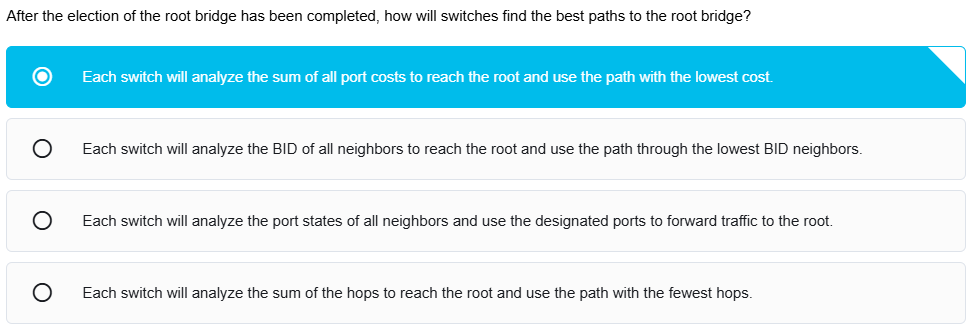 After the election of the root bridge has been completed, how will switches find the best paths to the root bridge?
Each switch will analyze the sum of all port costs to reach the root and use the path with the lowest cost.
Each switch will analyze the BID of all neighbors to reach the root and use the path through the lowest BID neighbors.
Each switch will analyze the port states of all neighbors and use the designated ports to forward traffic to the root.
Each switch will analyze the sum of the hops to reach the root and use the path with the fewest hops.